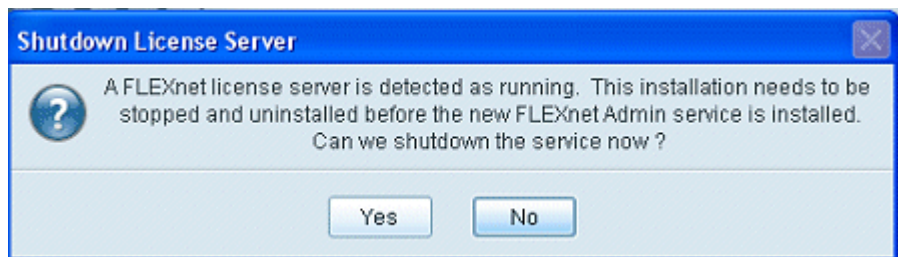 Shutdown License Server
A FLEXnet license server is detected as running. This installation needs to be
stopped and uninstalled before the new FLEXnet Admin service is installed.
Can we shutdown the service now ?
Yes No